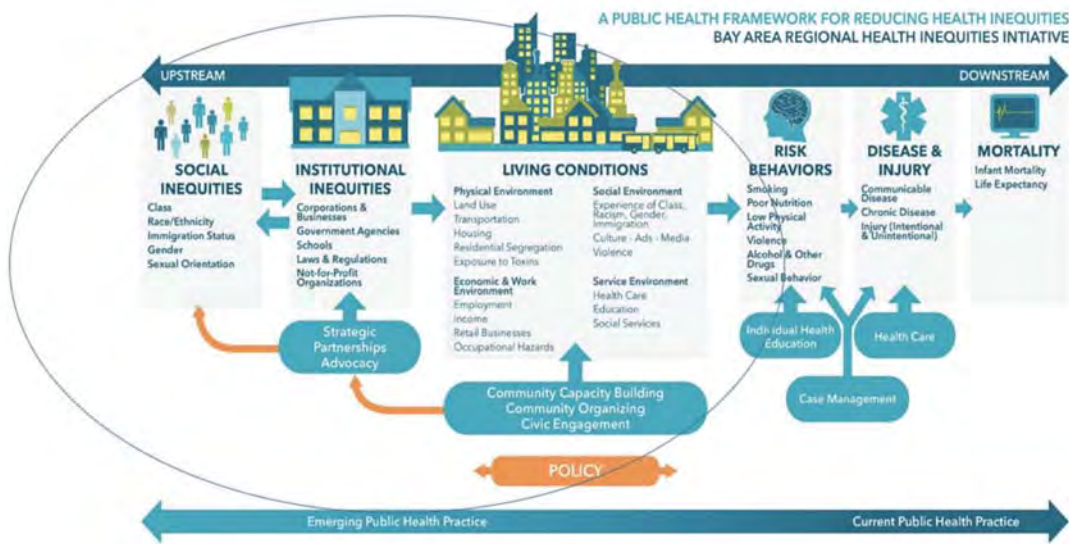 A PUBLIC HEALTH FRAMEWORK FOR REDUCING HEALTH INEQUITIES
BAY AREA REGIONAL HEALTH INEQUITIES INTIATIVE
UPSTREAM
DOWNSTREAM
SOCIAL
INEQUITIES
Class
Race/Ethnicity
Immigration Status
Gender
Sexual Orientation
INSTITUTIONAL
INEQUITIES
Corporations &
Businesses
Government Agencies
Schools
Laws & Regulations
Not-for-Profit
Organizations
LIVING CONDITIONS
Physical Environment
Land Use
Transportation
Housing
Residential Segregation
Exposure to Toxins
Economic & Work
Environment
Employment
Income
Retail Businesses
Occupational Hazards
Social Environment
Experience of Class,
Racism, Gender,
Immigration
Culture - Ads - Media
Violence
Service Environment
Health Care
Education
Social Services
RISK
BEHAVIORS
Smoking
Poor Nutrition
Low Physical
Activity
Violence
Alcohol & Other
Drugs
Sexual Behavior
DISEASE &
INJURY
Communicable
Disease
Chronic Disease
Injury (Intentional
& Unintentional)
MORTALITY
Infant Mortality
Life Expectancy
Strategic
Partnerships
Advocacy
Community Capacity Building
Community Organizing
Civic Engagement
Individual Health
Education
Health Care
Case Management
POLICY
Emerging Public Health Practice
Current Public Health Practice